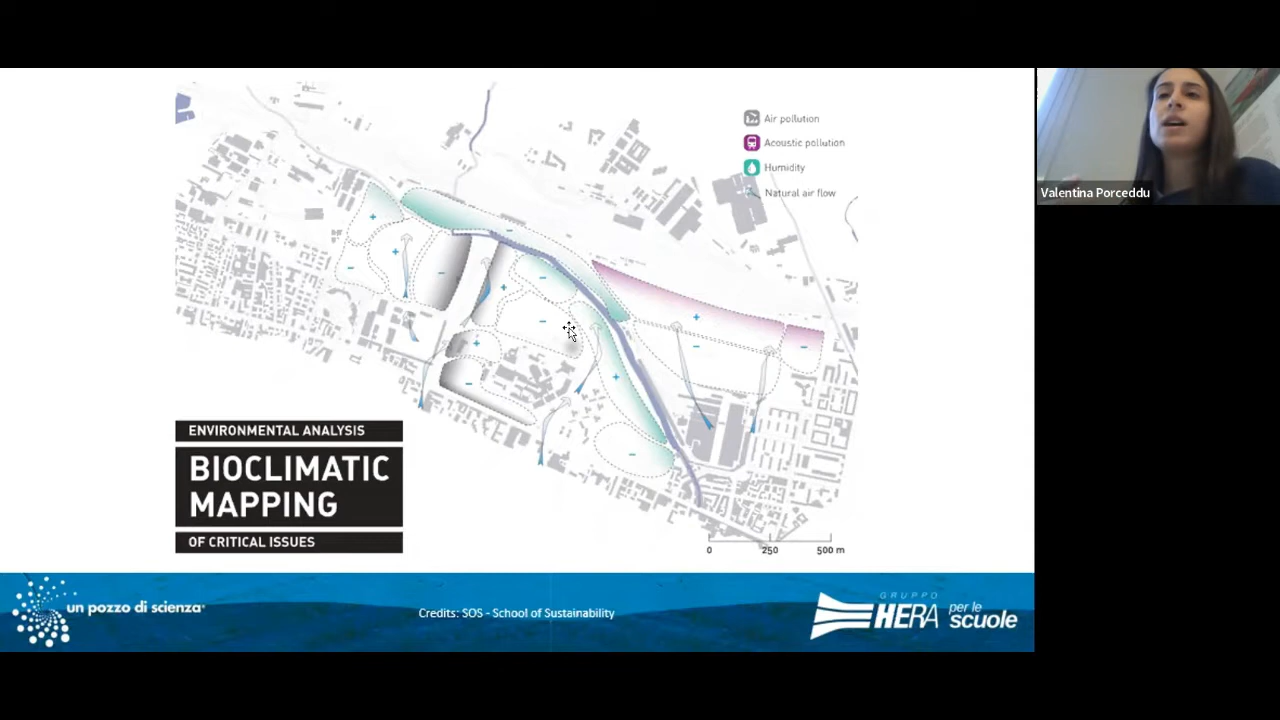 Air pollution
Acoustic pollution
Humidity
Natural air flow
Valentina Porceddu
ENVIRONMENTAL ANALYSIS
BIOCLIMATIC
MAPPING
OF CRITICAL ISSUES
0 250 500 m
un pozzo di scienza
Credits: SOS - School of Sustainability
GRUPPO
HERA
per le
scuole